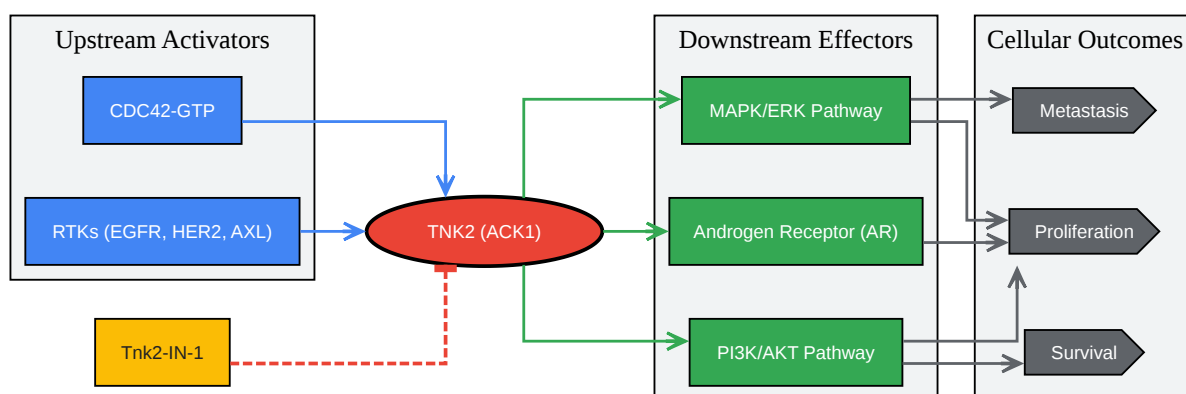 Upstream Activators
CDC42-GTP
RTKs (EGFR, HER2, AXL)
Tnk2-IN-1
TNK2 (ACK1)
Downstream Effectors
MAPK/ERK Pathway
Androgen Receptor (AR)
PI3K/AKT Pathway
Cellular Outcomes
Metastasis
Proliferation
Survival